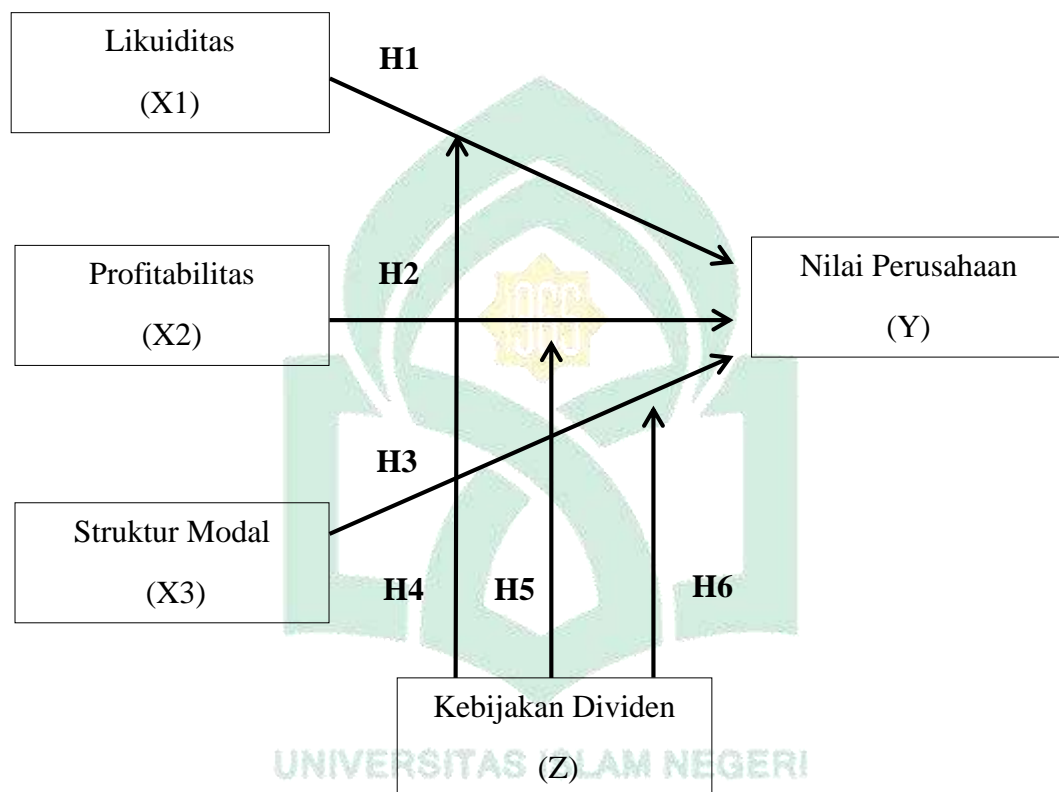 Likuiditas
(X1)
H1
Profitabilitas
(X2)
H2
Nilai Perusahaan
(Y)
H3
Struktur Modal
(X3)
H4
H5
H6
Kebijakan Dividen
(Z)
UNIVERSITAS ISLAM NEGERI